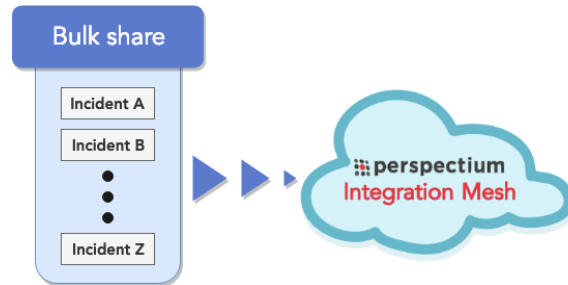 Bulk share
Incident A
Incident B
Incident Z
perspectium
Integration Mesh